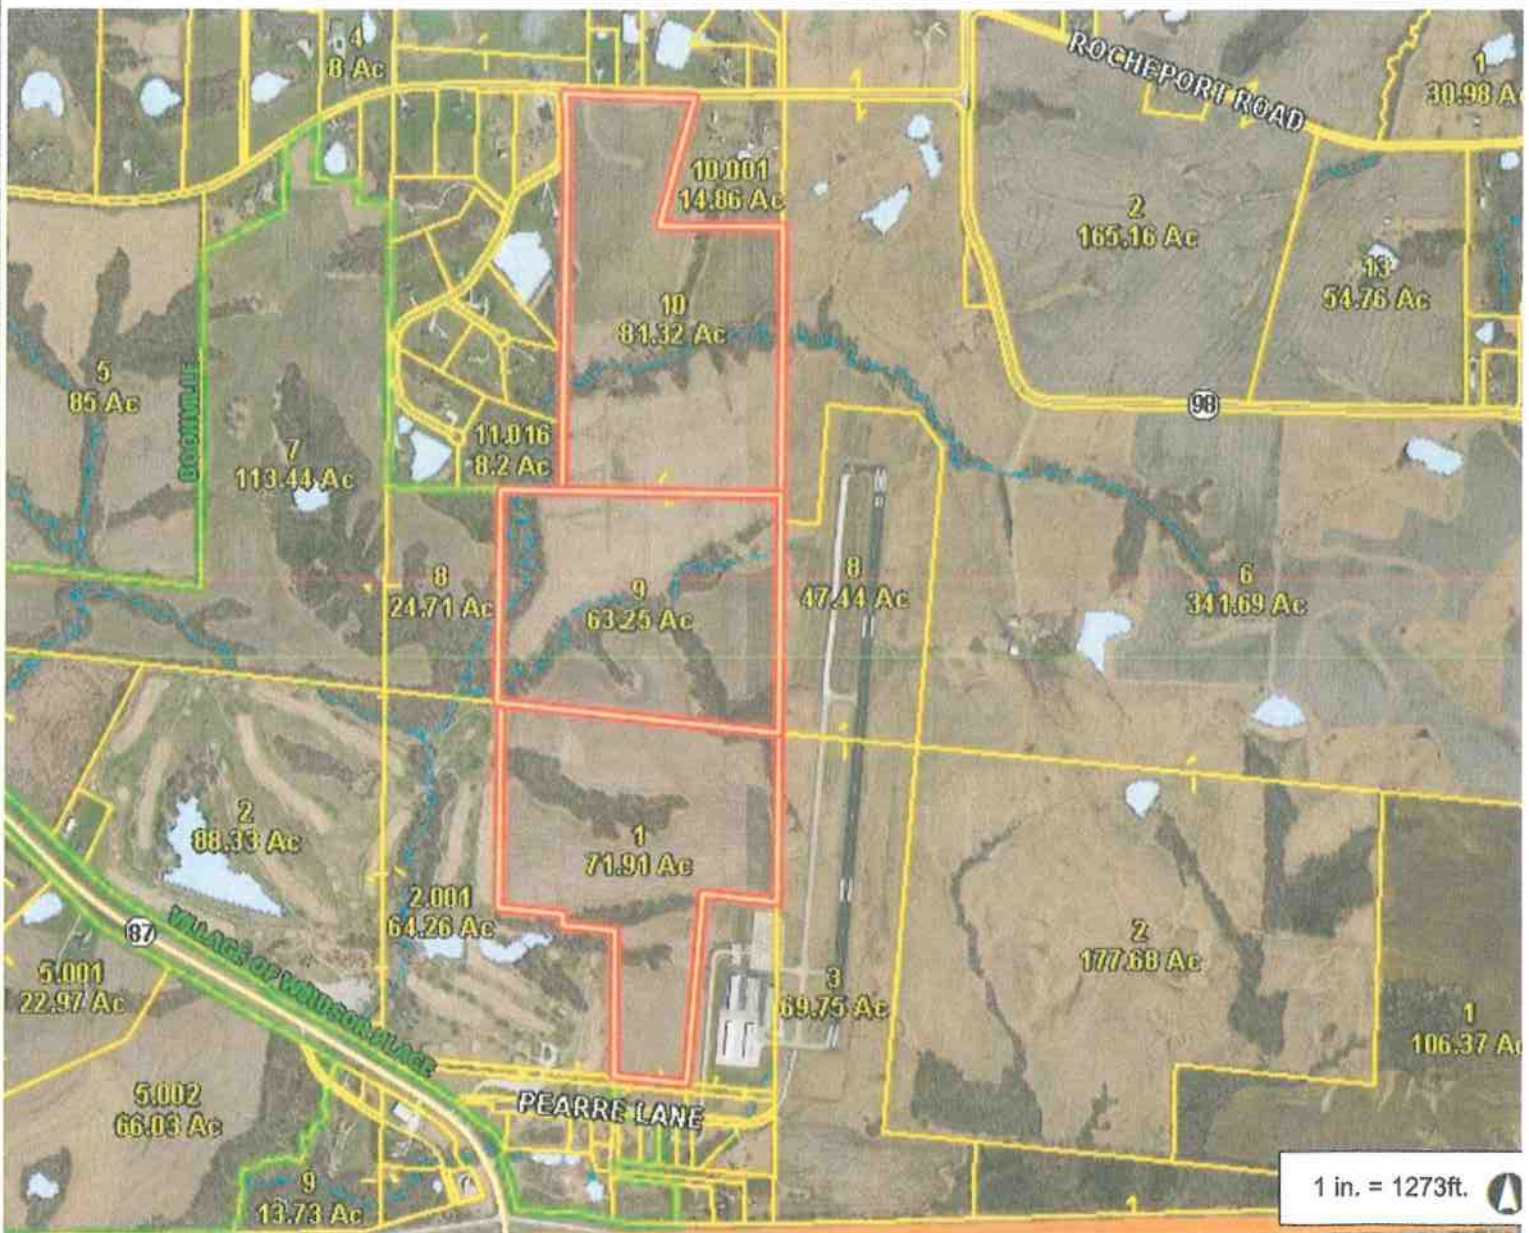 4
8 Ac
ROCHEPORT ROAD
1
30.98 A
10.001
14.86 Ac
2
165.16 Ac
13
54.76 Ac
10
81.32 Ac
5
85 Ac
BOONVILLE
7
113.44 Ac
11.016
8.2 Ac
98
8
24.71 Ac
9
63.25 Ac
8
47.44 Ac
6
341.69 Ac
2
88.33 Ac
1
71.91 Ac
2.001
64.26 Ac
87
VILLAGE OF WINDSOR PLACE
5.001
22.97 Ac
3
69.75 Ac
2
177.68 Ac
1
106.37 A
5.002
66.03 Ac
PEARRE LANE
9
13.73 Ac
1
1 in. = 1273ft.